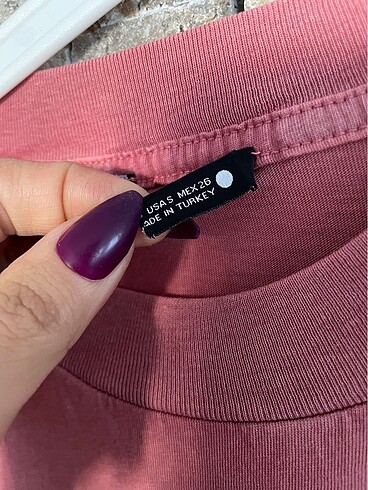 USA S MEX 26
ADE IN TURKEY